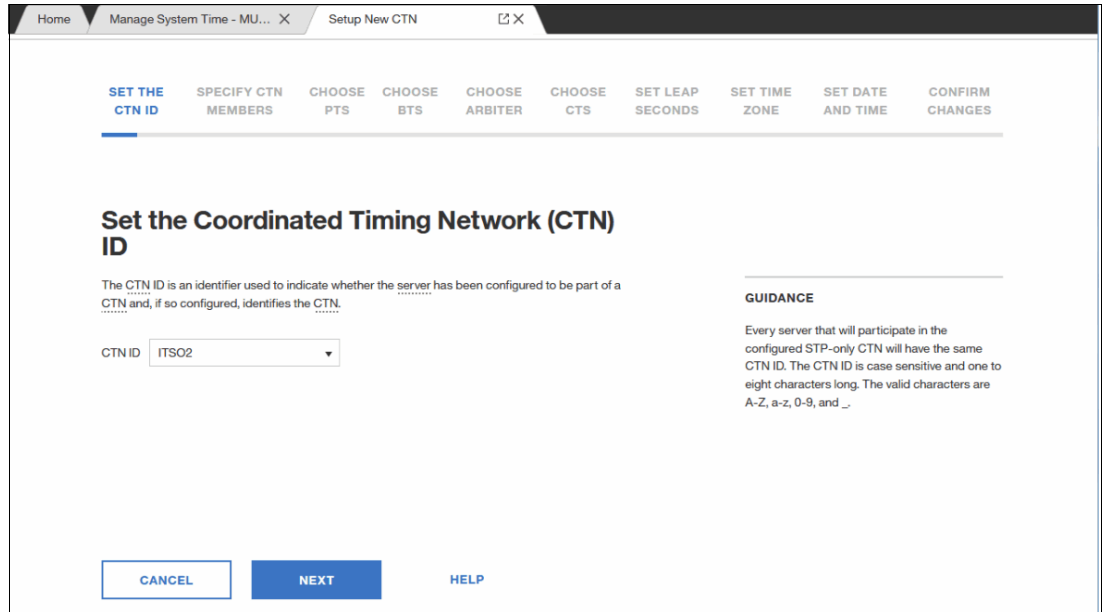 Home Manage System Time - MU... Setup New CTN
SET THE SPECIFY CTN CHOOSE CHOOSE CHOOSE CHOOSE SET LEAP SET TIME SET DATE CONFIRM
CTN ID MEMBERS PTS BTS ARBITER CTS SECONDS ZONE AND TIME CHANGES
Set the Coordinated Timing Network (CTN)
ID
The CTN ID is an identifier used to indicate whether the server has been configured to be part of a
CTN and, if so configured, identifies the CTN.
CTN ID ITSO2
GUIDANCE
Every server that will participate in the
configured STP-only CTN will have the same
CTN ID. The CTN ID is case sensitive and one to
eight characters long. The valid characters are
A-Z, a-z, 0-9, and _.
CANCEL NEXT HELP